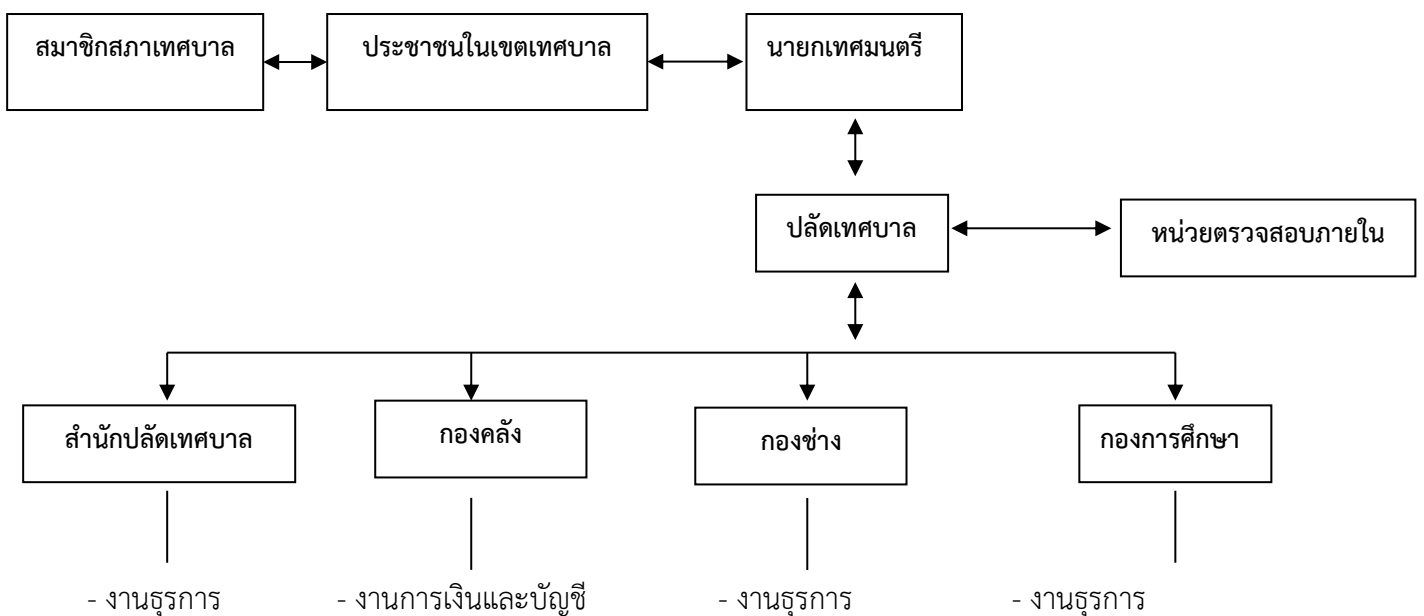 สมาชิกสภาเทศบาล
ประชาชนในเขตเทศบาล
นายกเทศมนตรี
ปลัดเทศบาล
หน่วยตรวจสอบภายใน
สำนักปลัดเทศบาล
กองคลัง
กองช่าง
กองการศึกษา
- งานธุรการ
- งานการเงินและบัญชี
- งานธุรการ
- งานธุรการ